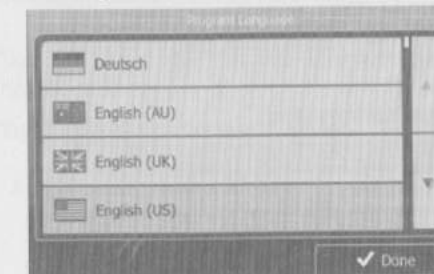 Program Language
Deutsch
English (AU)
English (UK)
English (US)
Done